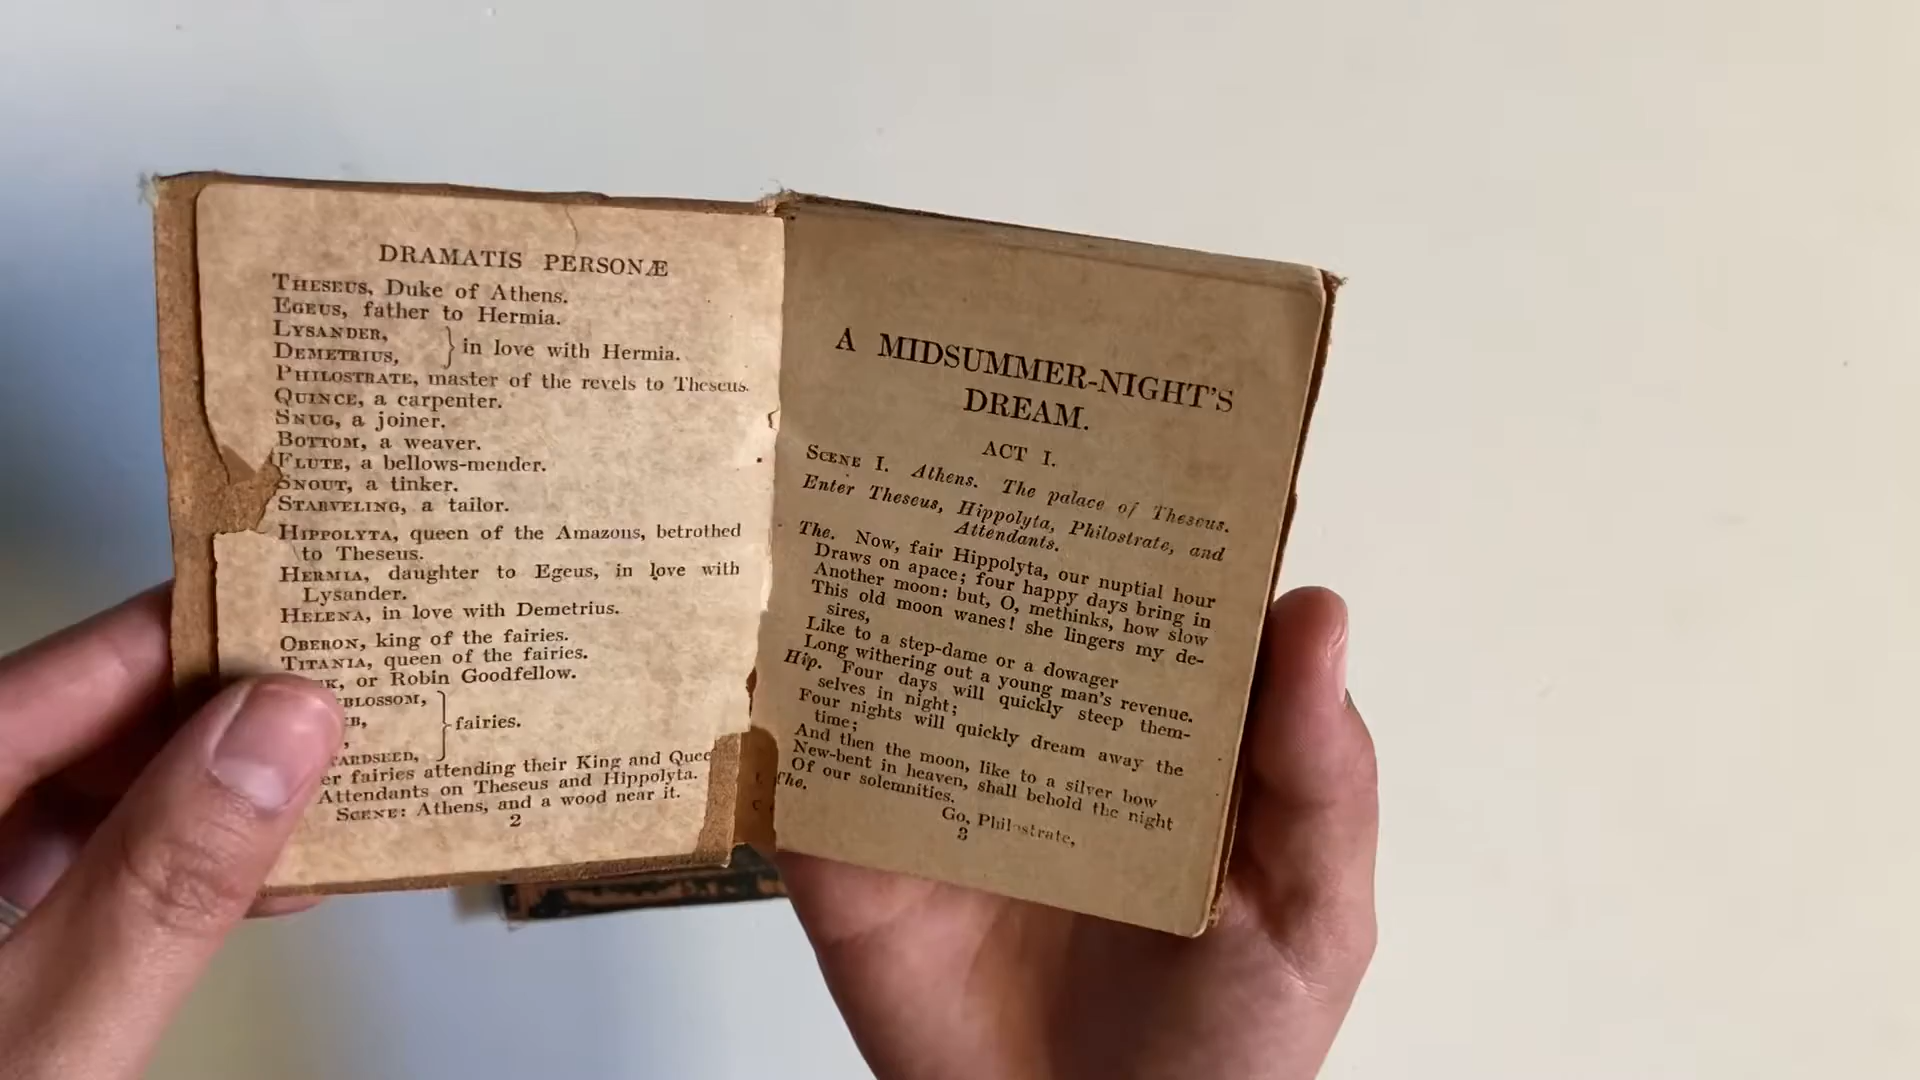 DRAMATIS PERSONÆ
THESEUS, Duke of Athens.
EGEUS, father to Hermia.
LYSANDER,
DEMETRIUS,
} in love with Hermia.
PHILOSTRATE, master of the revels to Theseus.
QUINCE, a carpenter.
SNUG, a joiner.
BOTTOM, a weaver.
FLUTE, a bellows-mender.
SNOUT, a tinker.
STARVELING, a tailor.
HIPPOLYTA, queen of the Amazons, betrothed
to Theseus.
HERMIA, daughter to Egeus, in love with
Lysander.
HELENA, in love with Demetrius.
OBERON, king of the fairies.
TITANIA, queen of the fairies.
K, or Robin Goodfellow.
BLOSSOM,
B,
,
ARDSEED,
} fairies.
er fairies attending their King and Quee
Attendants on Theseus and Hippolyta.
SCENE: Athens, and a wood near it.
2
A MIDSUMMER-NIGHT'S
DREAM.
ACT I.
SCENE I. Athens. The palace of Theseus.
Enter Theseus, Hippolyta, Philostrate, and
Attendants.
The. Now, fair Hippolyta, our nuptial hour
Draws on apace; four happy days bring in
Another moon: but, O, methinks, how slow
This old moon wanes! she lingers my de-
sires,
Like to a step-dame or a dowager
Long withering out a young man's revenue.
Hip. Four days will quickly steep them-
selves in night;
Four nights will quickly dream away the
time;
And then the moon, like to a silver bow
New-bent in heaven, shall behold the night
Of our solemnities.
The.
Go, Philostrate,
3